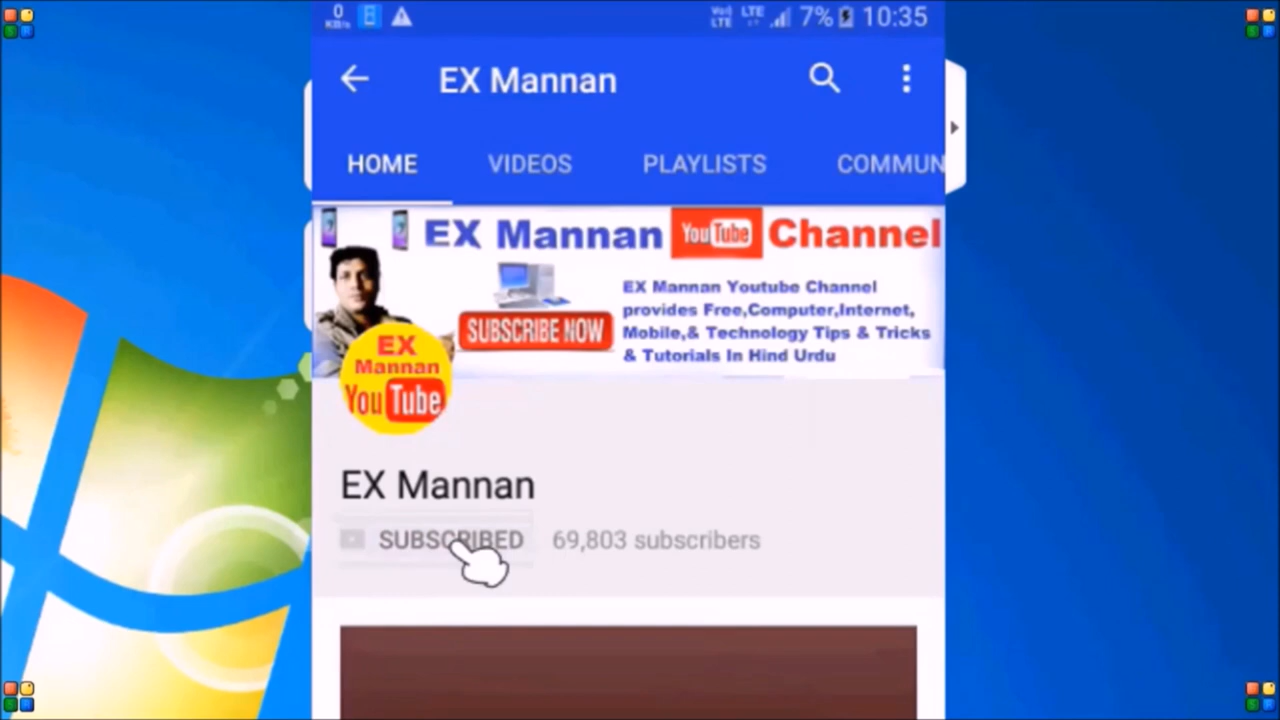 0
KB/s
Vo)
LTE
LTE
7%
10:35
EX Mannan
HOME
VIDEOS
PLAYLISTS
COMMUN
EX Mannan YouTube Channel
EX Mannan Youtube Channel
provides Free,Computer,Internet,
Mobile,& Technology Tips & Tricks
& Tutorials In Hind Urdu
SUBSCRIBE NOW
EX
Mannan
YouTube
EX Mannan
SUBSCRIBED
69,803 subscribers